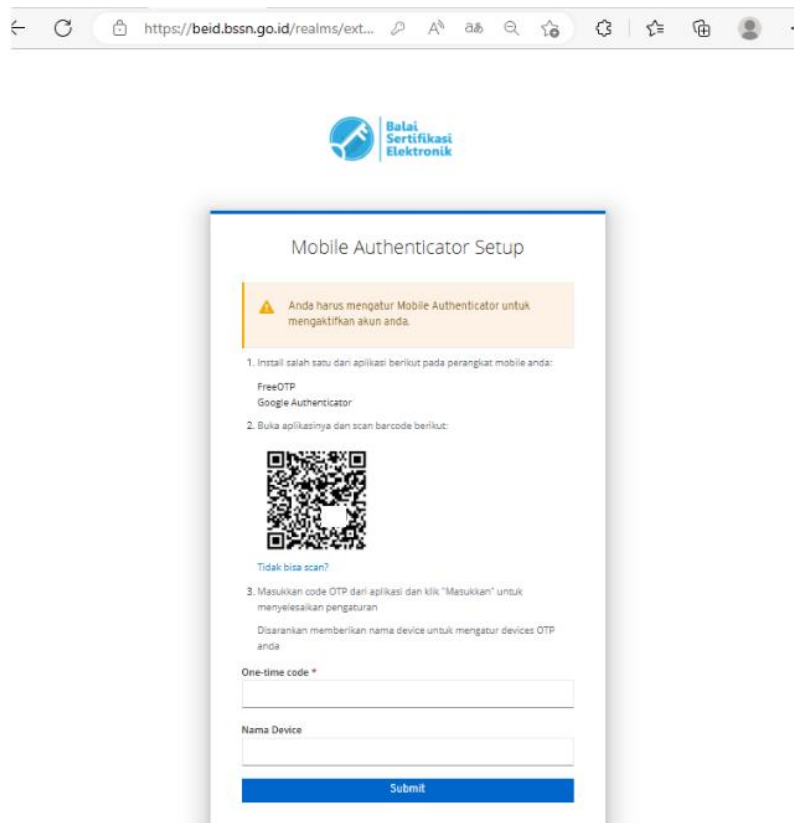 https://beid.bssn.go.id/realms/ext...
Balai
Sertifikasi
Elektronik
Mobile Authenticator Setup
Anda harus mengatur Mobile Authenticator untuk
mengaktifkan akun anda.
1. Install salah satu dari aplikasi berikut pada perangkat mobile anda:
FreeOTP
Google Authenticator
2. Buka aplikasinya dan scan barcode berikut:
Tidak bisa scan?
3. Masukkan code OTP dari aplikasi dan klik "Masukkan" untuk
menyelesaikan pengaturan
Disarankan memberikan nama device untuk mengatur devices OTP
anda
One-time code *
Nama Device
Submit